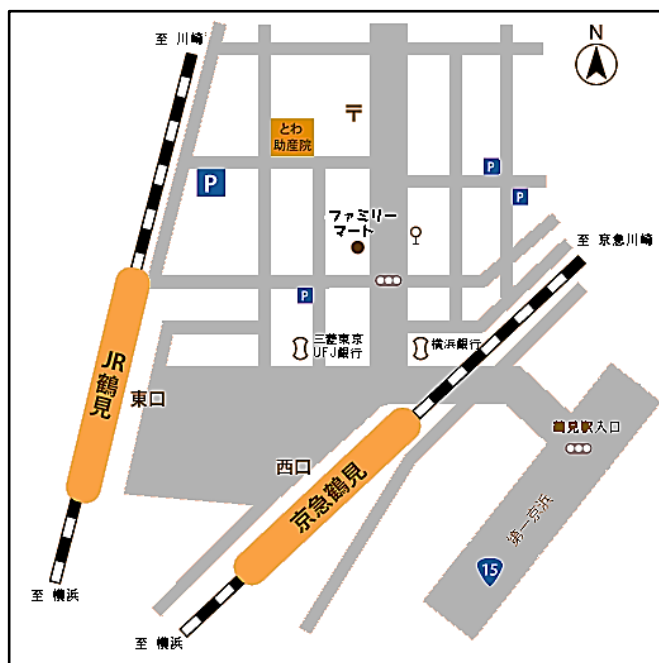 至 川崎
N
〒
とわ
助産院
P
P
P
ファミリー
マート
至 京急川崎
P
三菱東京
UFJ銀行
横浜銀行
JR鶴見
東口
鶴見駅入口
西口
京急鶴見
第一京浜
15
至 横浜
至 横浜